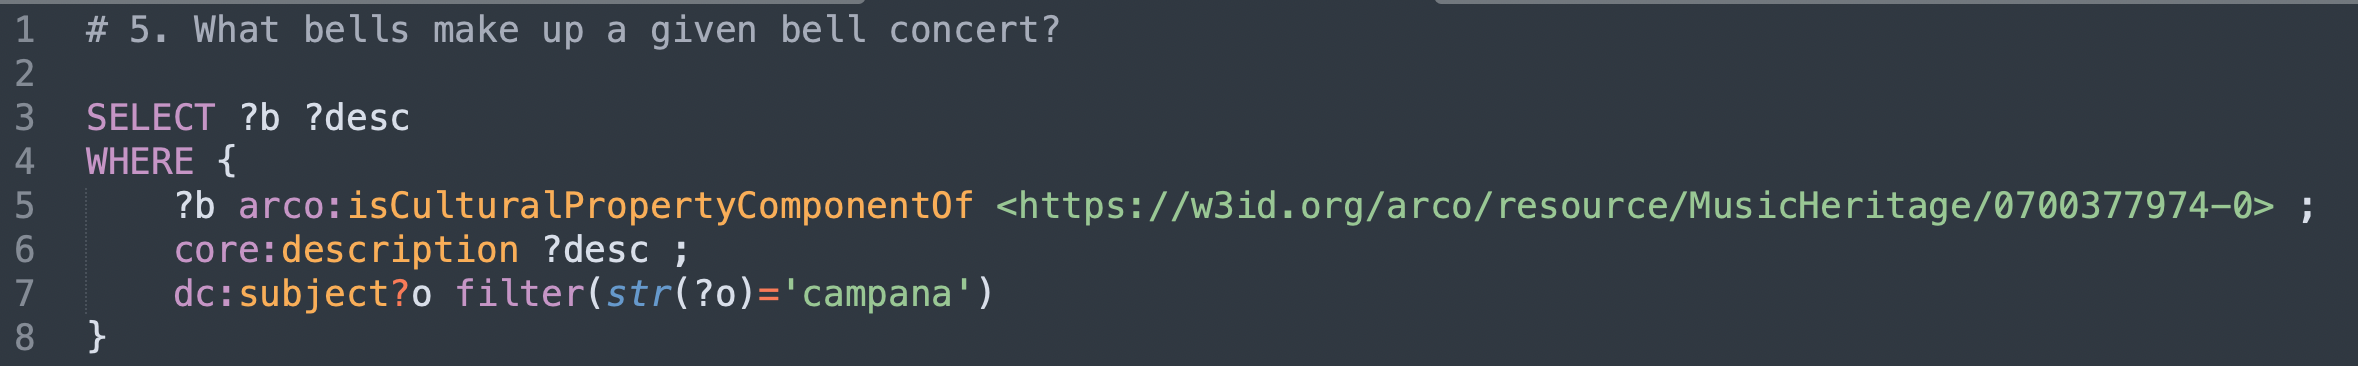 1 # 5. What bells make up a given bell concert?
2
3 SELECT ?b ?desc
4 WHERE {
5 ?b arco:isCulturalPropertyComponentOf <https://w3id.org/arco/resource/MusicHeritage/0700377974-0> ;
6 core:description ?desc ;
7 dc:subject?o filter(str(?o)='campana')
8 }